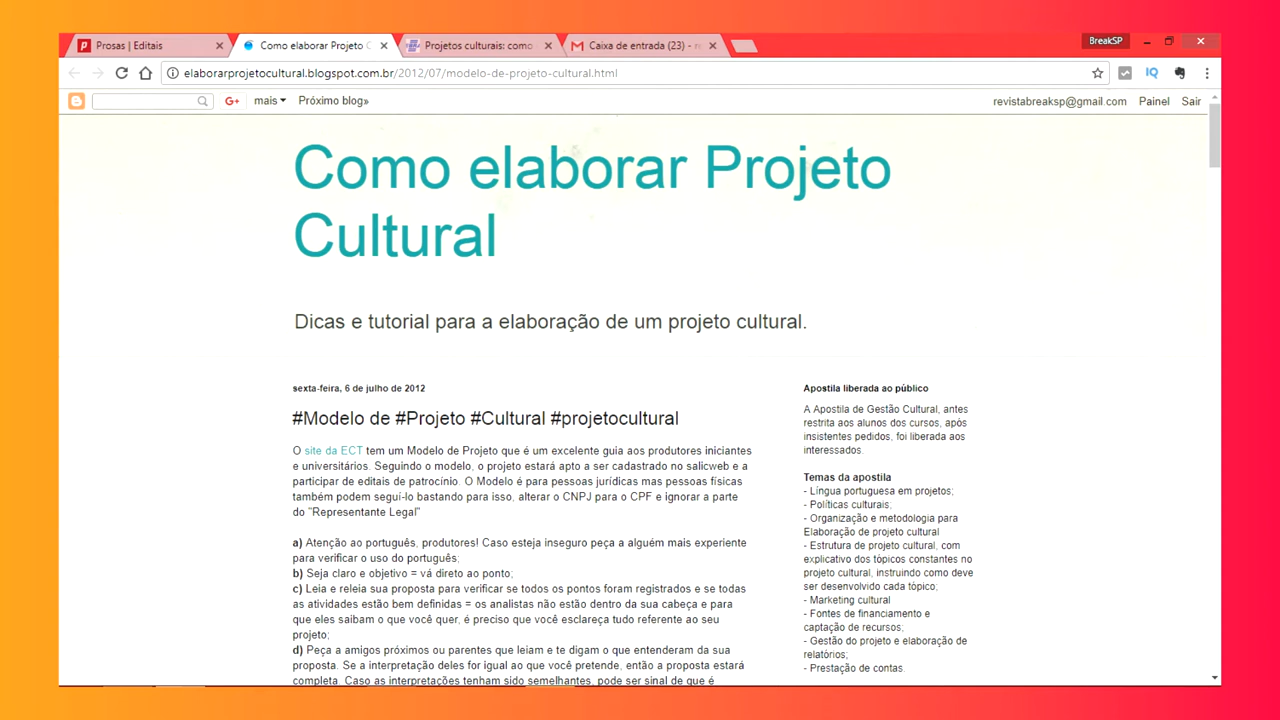 Prosas | Editais
Como elaborar Projeto C
Projetos culturais: como
Caixa de entrada (23) - r
BreakSP
elaborarprojetocultural.blogspot.com.br/2012/07/modelo-de-projeto-cultural.html
IQ
G+ mais Próximo blog»
revistabreaksp@gmail.com Painel Sair
Como elaborar Projeto
Cultural
Dicas e tutorial para a elaboração de um projeto cultural.
sexta-feira, 6 de julho de 2012
#Modelo de #Projeto #Cultural #projetocultural
O site da ECT tem um Modelo de Projeto que é um excelente guia aos produtores iniciantes
e universitários. Seguindo o modelo, o projeto estará apto a ser cadastrado no salicweb e a
participar de editais de patrocínio. O Modelo é para pessoas jurídicas mas pessoas físicas
também podem seguí-lo bastando para isso, alterar o CNPJ para o CPF e ignorar a parte
do "Representante Legal"
a) Atenção ao português, produtores! Caso esteja inseguro peça a alguém mais experiente
para verificar o uso do português;
b) Seja claro e objetivo = vá direto ao ponto;
c) Leia e releia sua proposta para verificar se todos os pontos foram registrados e se todas
as atividades estão bem definidas = os analistas não estão dentro da sua cabeça e para
que eles saibam o que você quer, é preciso que você esclareça tudo referente ao seu
projeto;
d) Peça a amigos próximos ou parentes que leiam e te digam o que entenderam da sua
proposta. Se a interpretação deles for igual ao que você pretende, então a proposta estará
completa. Caso as interpretações tenham sido semelhantes, pode ser sinal de que é
Apostila liberada ao público
A Apostila de Gestão Cultural, antes
restrita aos alunos dos cursos, após
insistentes pedidos, foi liberada aos
interessados.
Temas da apostila
- Língua portuguesa em projetos;
- Políticas culturais;
- Organização e metodologia para
Elaboração de projeto cultural
- Estrutura de projeto cultural, com
explicativo dos tópicos constantes no
projeto cultural, instruindo como deve
ser desenvolvido cada tópico;
- Marketing cultural
- Fontes de financiamento e
captação de recursos;
- Gestão do projeto e elaboração de
relatórios;
- Prestação de contas.